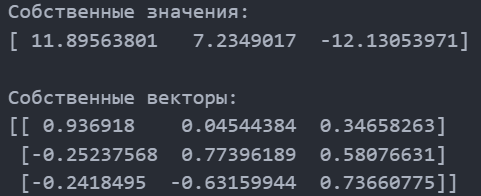 Собственные значения:
[ 11.89563801   7.2349017  -12.13053971]

Собственные векторы:
[[ 0.936918    0.04544384  0.34658263]
 [-0.25237568  0.77396189  0.58076631]
 [-0.2418495  -0.63159944  0.73660775]]